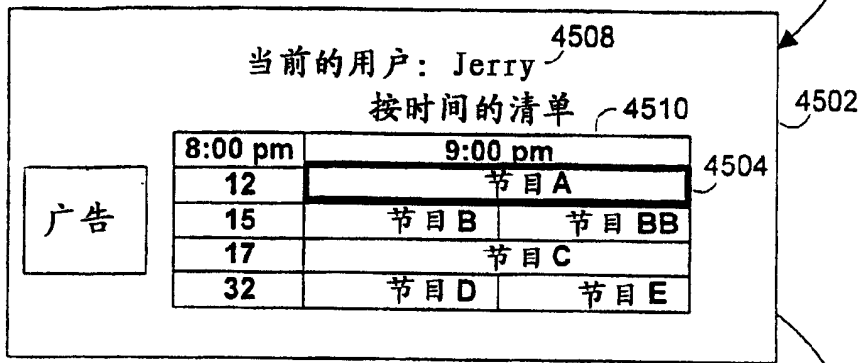 当前的用户: Jerry 4508
按时间的清单 4510
4502
8:00 pm 9:00 pm
12 节目A 4504
15 节目B 节目BB
17 节目C
32 节目D 节目E
广告